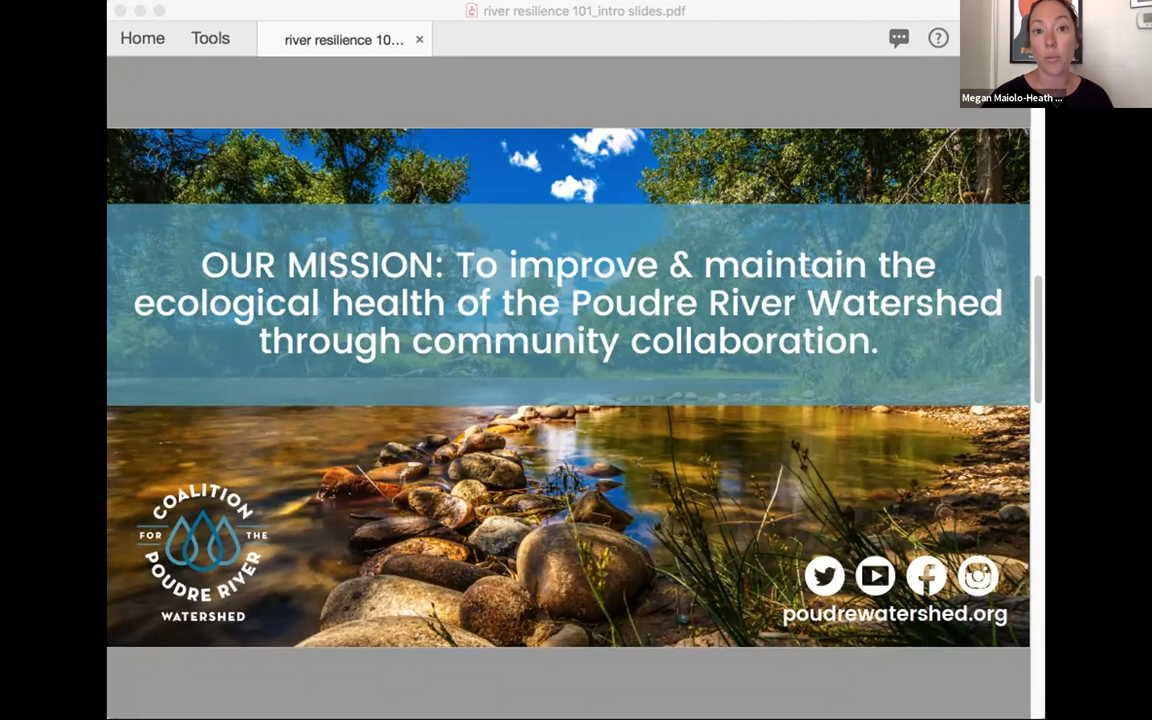 river resilience 101_intro slides.pdf
Home
Tools
river resilience 10... ×
?
Megan Maiolo-Heath ...
OUR MISSION: To improve & maintain the
ecological health of the Poudre River Watershed
through community collaboration.
COALITION
FOR THE
POUDRE RIVER
WATERSHED
poudrewatershed.org